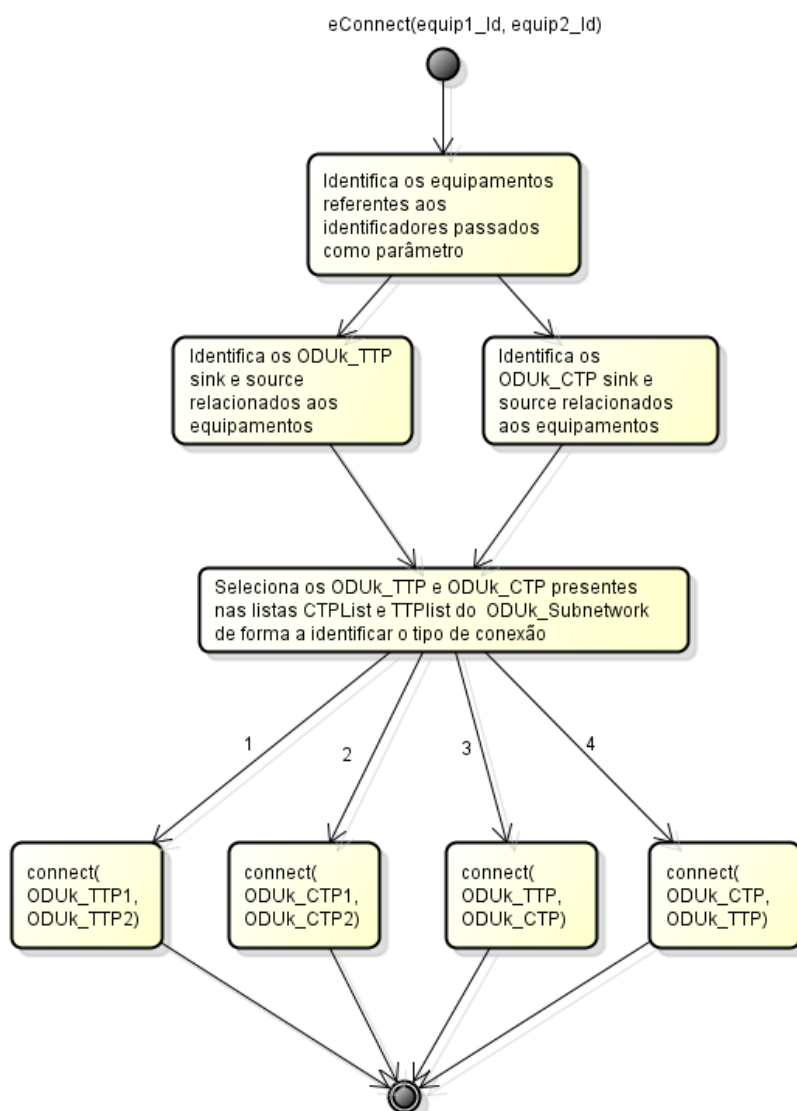 eConnect(equip1_Id, equip2_Id)
Identifica os equipamentos
referentes aos
identificadores passados
como parâmetro
Identifica os ODUk_TTP
sink e source
relacionados aos
equipamentos
Identifica os
ODUk_CTP sink e
source relacionados
aos equipamentos
Seleciona os ODUk_TTP e ODUk_CTP presentes
nas listas CTPList e TTPlist do ODUk_Subnetwork
de forma a identificar o tipo de conexão
1
2
3
4
connect(
ODUk_TTP1,
ODUk_TTP2)
connect(
ODUk_CTP1,
ODUk_CTP2)
connect(
ODUk_TTP,
ODUk_CTP)
connect(
ODUk_CTP,
ODUk_TTP)